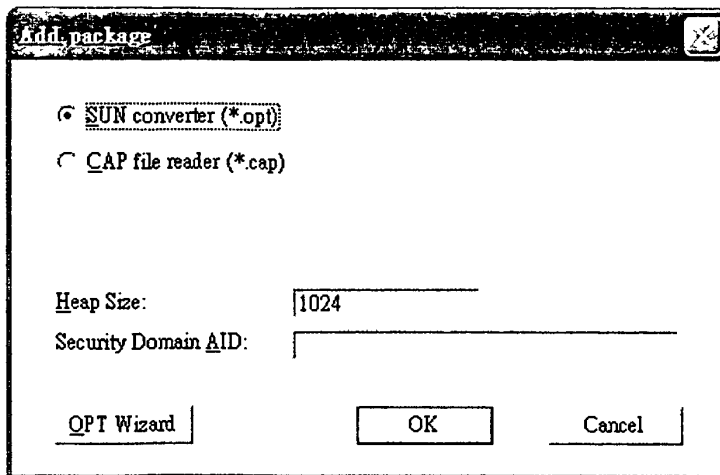 Add package
SUN converter (*.opt)
CAP file reader (*.cap)
Heap Size: 1024
Security Domain AID:
OPT Wizard OK Cancel